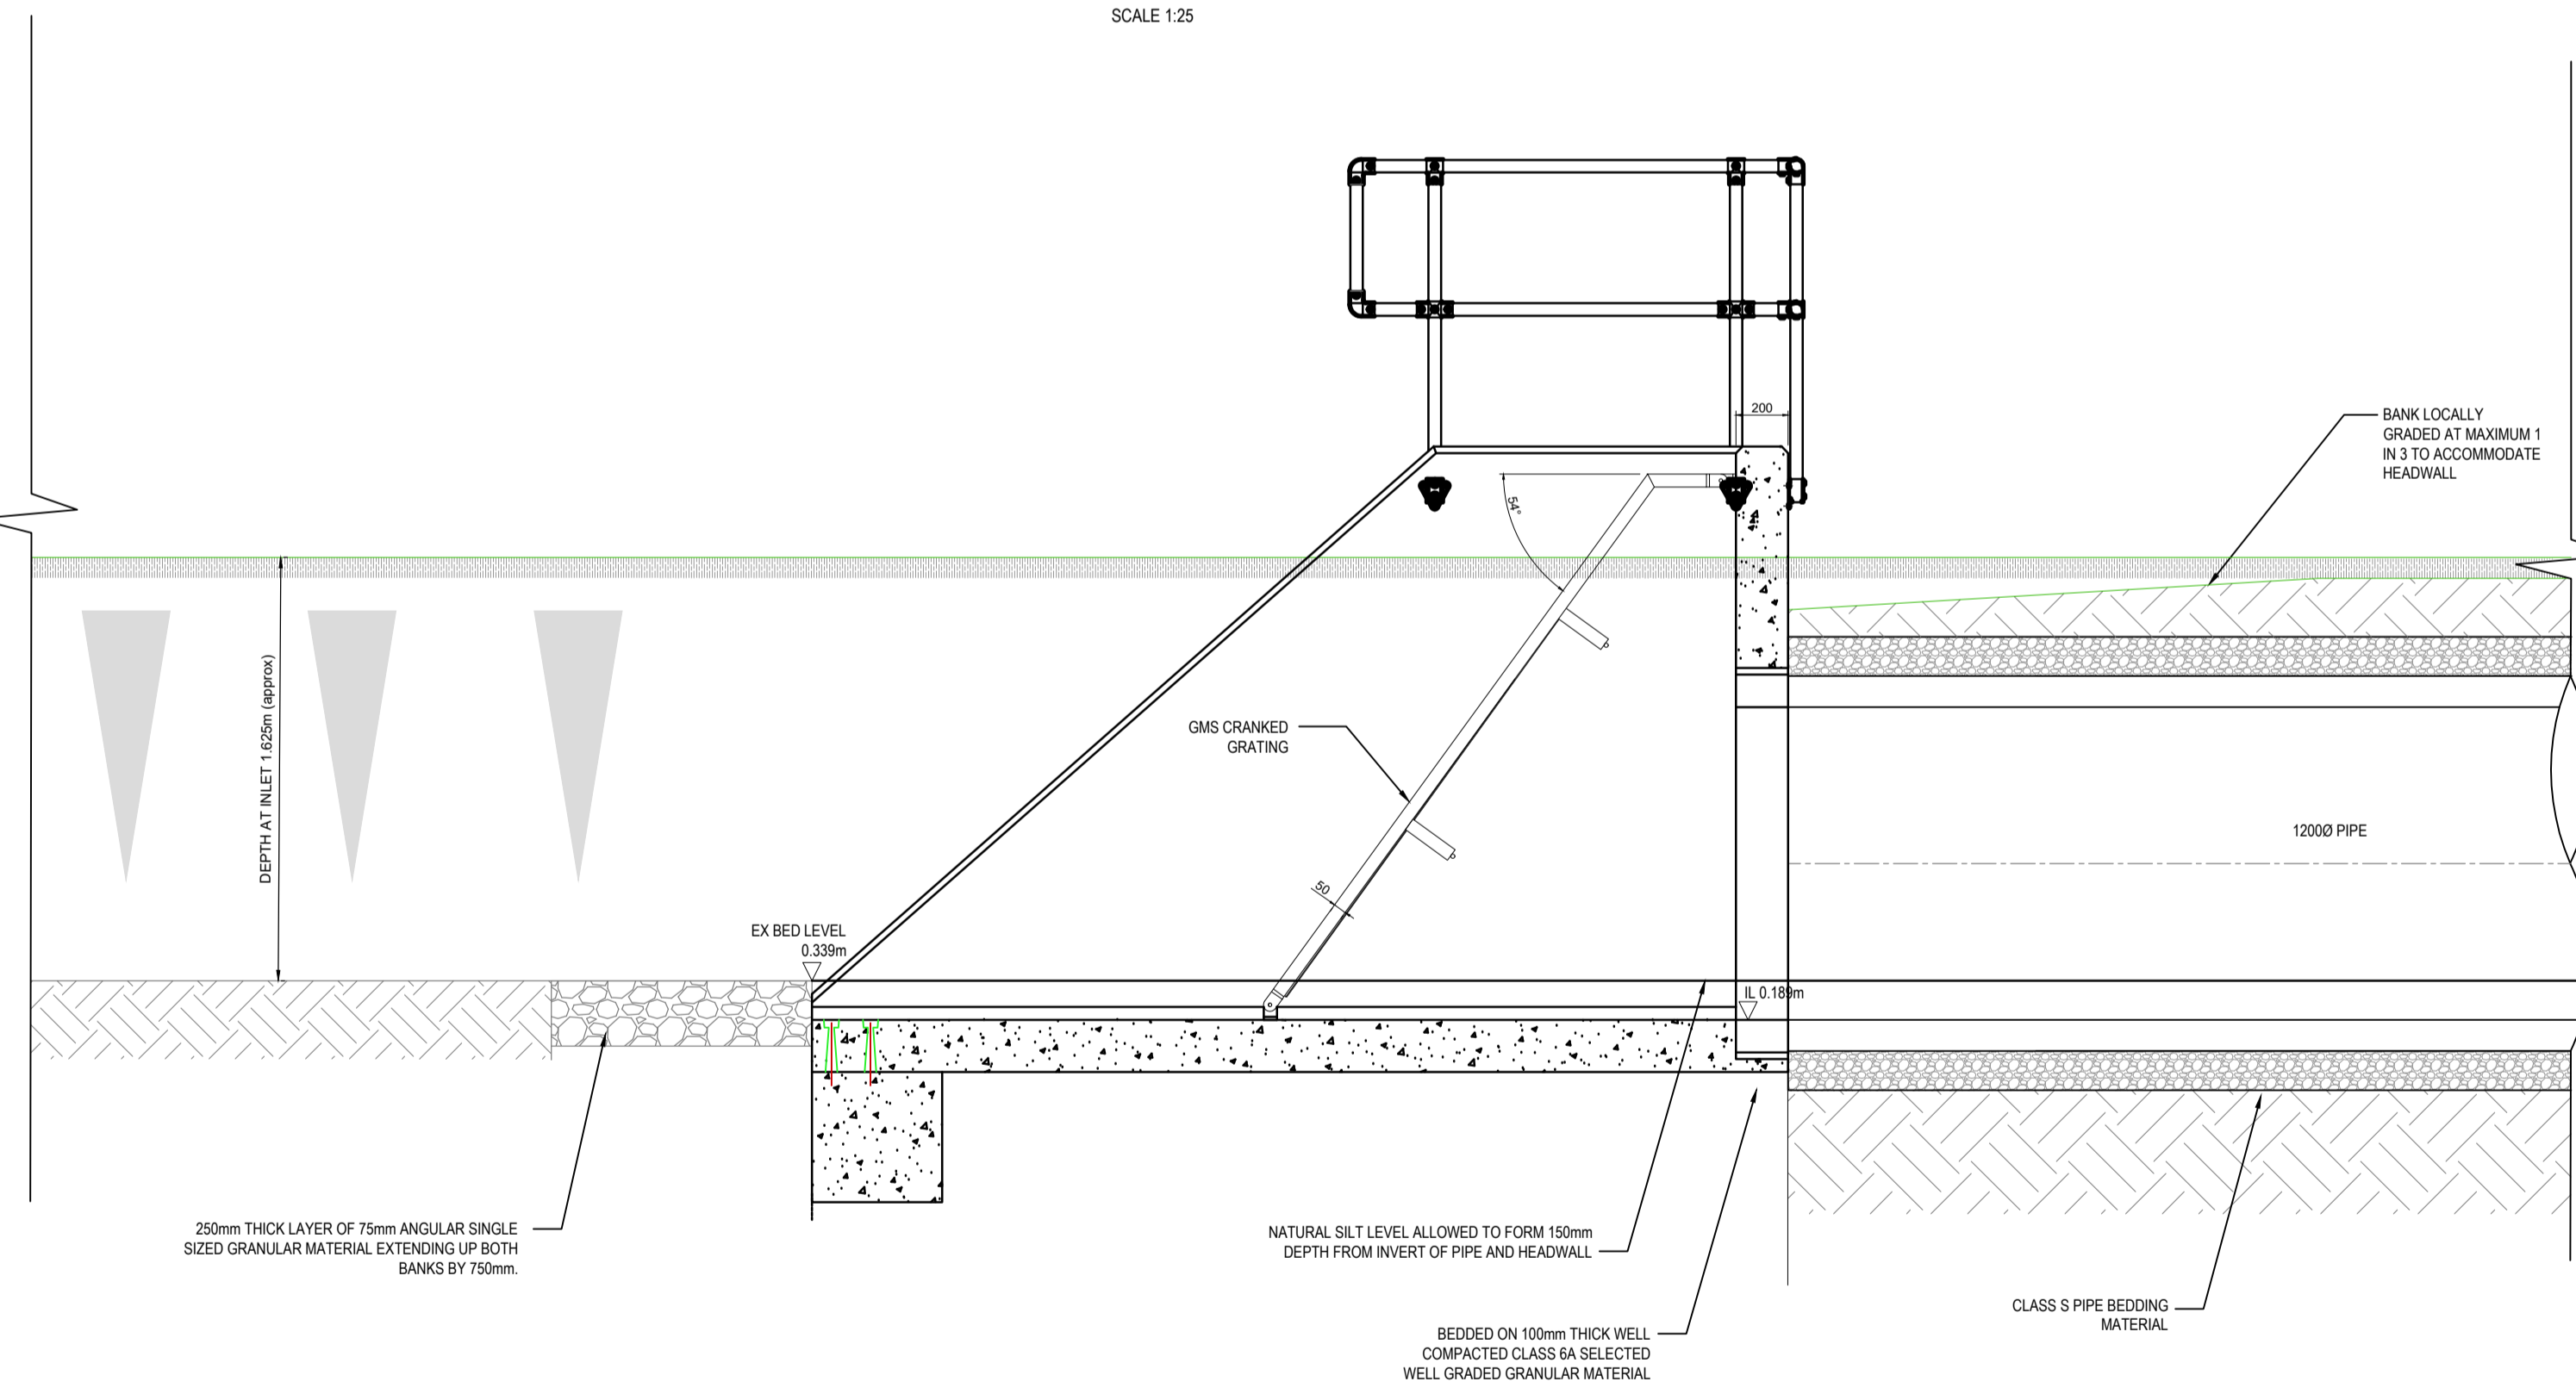 SCALE 1:25
200
BANK LOCALLY
GRADED AT MAXIMUM 1
IN 3 TO ACCOMMODATE
HEADWALL
54°
DEPTH AT INLET 1.625m (approx)
GMS CRANKED
GRATING
1200Ø PIPE
50
EX BED LEVEL
0.339m
IL 0.189m
250mm THICK LAYER OF 75mm ANGULAR SINGLE
SIZED GRANULAR MATERIAL EXTENDING UP BOTH
BANKS BY 750mm.
NATURAL SILT LEVEL ALLOWED TO FORM 150mm
DEPTH FROM INVERT OF PIPE AND HEADWALL
CLASS S PIPE BEDDING
MATERIAL
BEDDED ON 100mm THICK WELL
COMPACTED CLASS 6A SELECTED
WELL GRADED GRANULAR MATERIAL